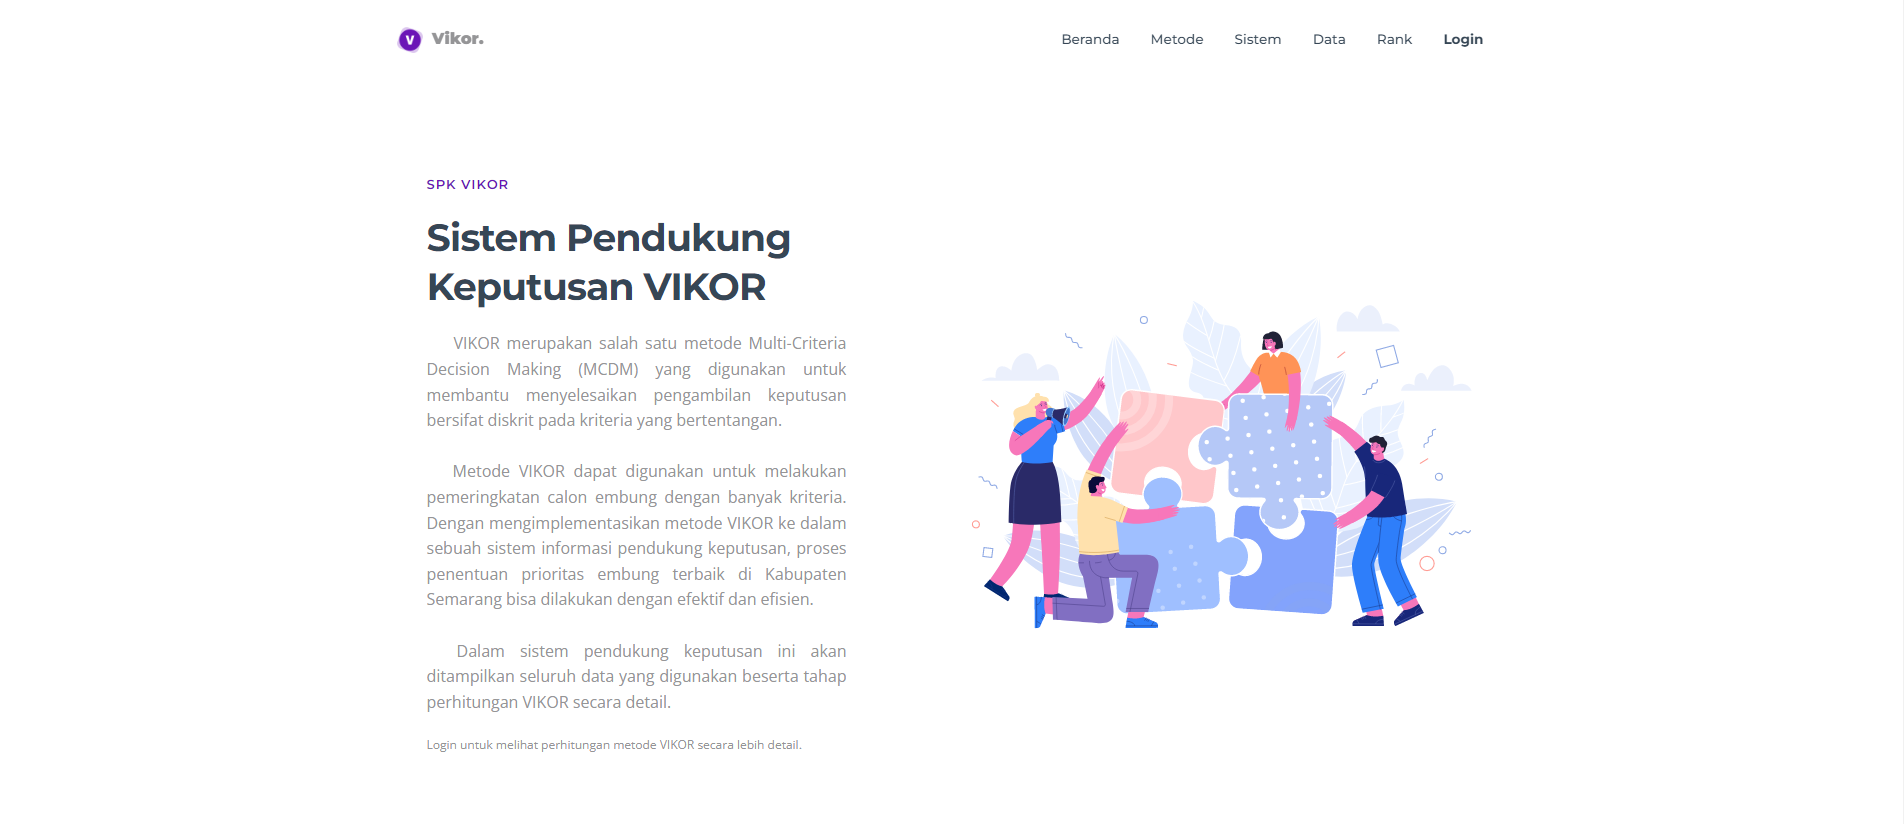 V Vikor.
Beranda Metode Sistem Data Rank Login
SPK VIKOR
Sistem Pendukung
Keputusan VIKOR
VIKOR merupakan salah satu metode Multi-Criteria
Decision Making (MCDM) yang digunakan untuk
membantu menyelesaikan pengambilan keputusan
bersifat diskrit pada kriteria yang bertentangan.
Metode VIKOR dapat digunakan untuk melakukan
pemeringkatan calon embung dengan banyak kriteria.
Dengan mengimplementasikan metode VIKOR ke dalam
sebuah sistem informasi pendukung keputusan, proses
penentuan prioritas embung terbaik di Kabupaten
Semarang bisa dilakukan dengan efektif dan efisien.
Dalam sistem pendukung keputusan ini akan
ditampilkan seluruh data yang digunakan beserta tahap
perhitungan VIKOR secara detail.
Login untuk melihat perhitungan metode VIKOR secara lebih detail.